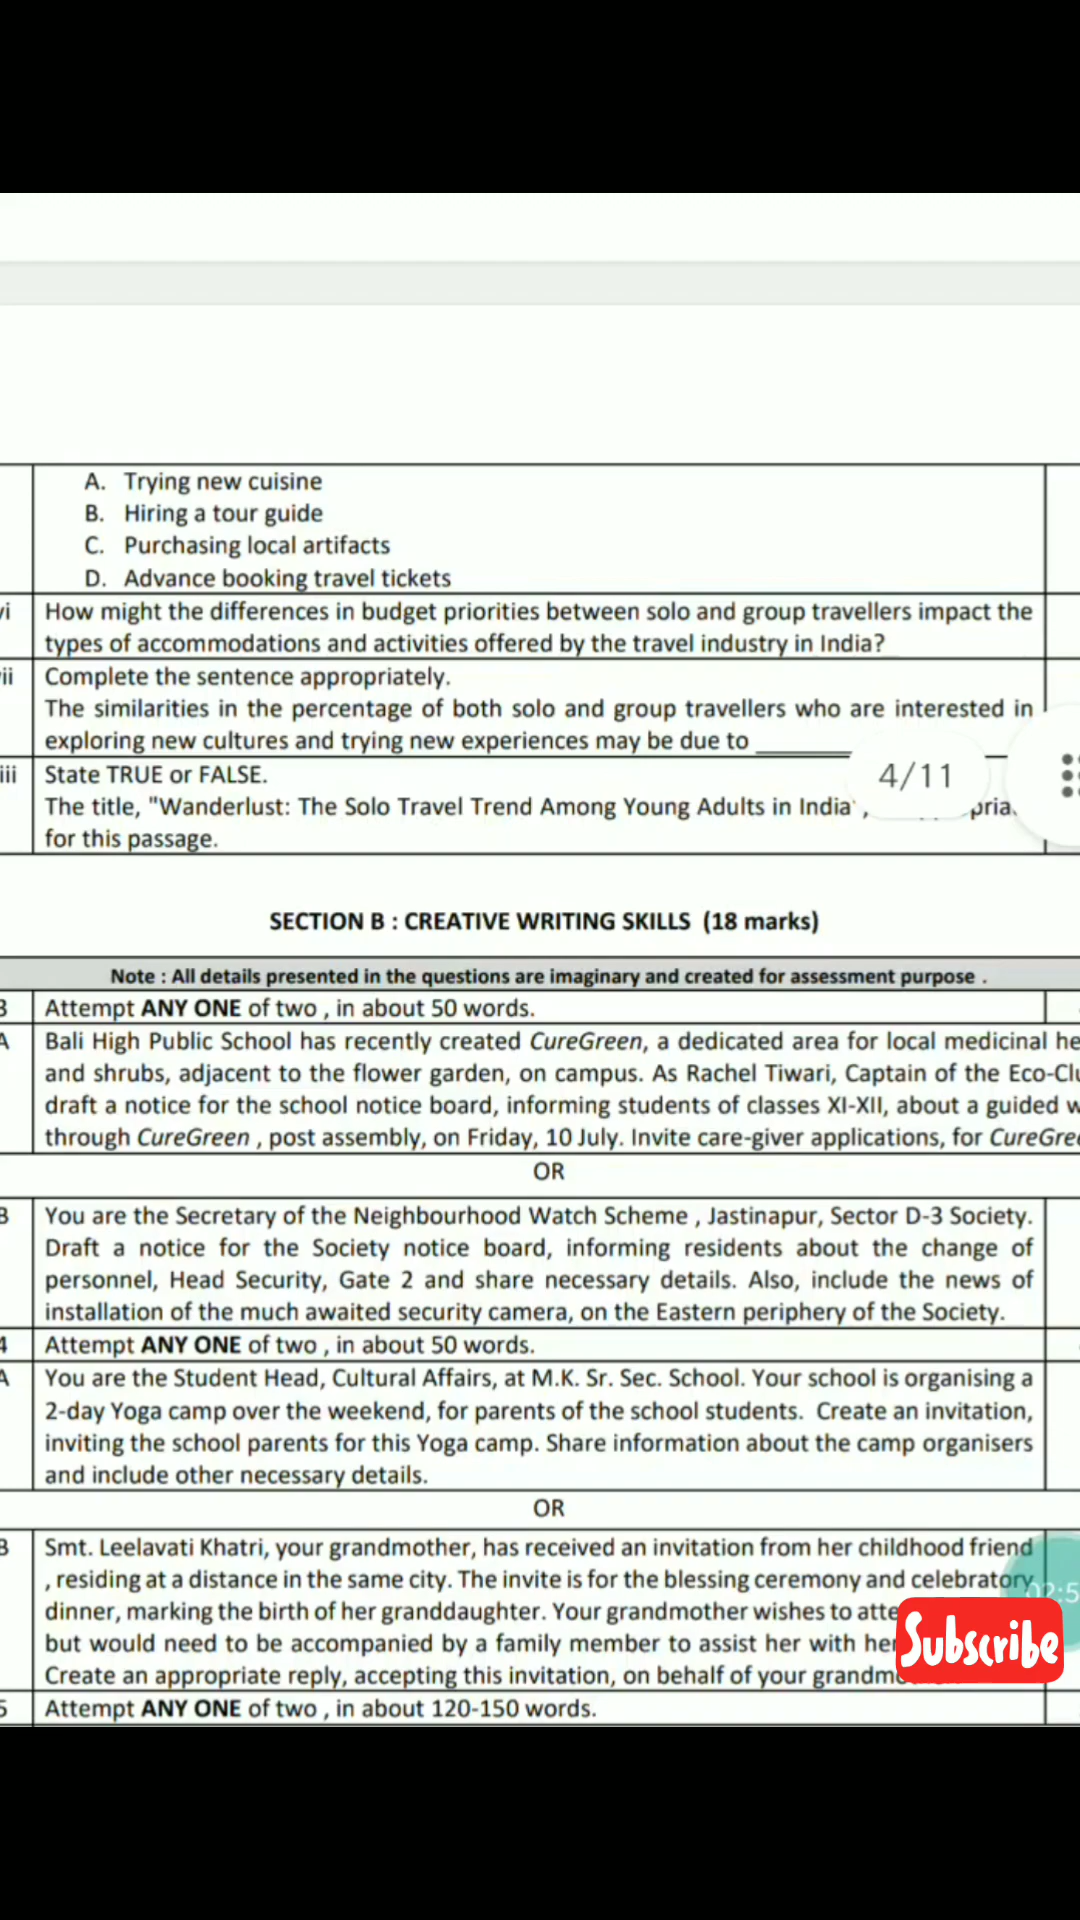 A. Trying new cuisine
B. Hiring a tour guide
C. Purchasing local artifacts
D. Advance booking travel tickets
vi How might the differences in budget priorities between solo and group travellers impact the
types of accommodations and activities offered by the travel industry in India?
ii Complete the sentence appropriately.
The similarities in the percentage of both solo and group travellers who are interested in
exploring new cultures and trying new experiences may be due to ________
iii State TRUE or FALSE.
4/11
The title, "Wanderlust: The Solo Travel Trend Among Young Adults in India",
for this passage.
SECTION B : CREATIVE WRITING SKILLS (18 marks)
Note : All details presented in the questions are imaginary and created for assessment purpose .
3 Attempt ANY ONE of two , in about 50 words.
A Bali High Public School has recently created CureGreen, a dedicated area for local medicinal
and shrubs, adjacent to the flower garden, on campus. As Rachel Tiwari, Captain of the
draft a notice for the school notice board, informing students of classes XI-XII, about a guided
through CureGreen , post assembly, on Friday, 10 July. Invite care-giver applications, for
OR
B You are the Secretary of the Neighbourhood Watch Scheme , Jastinapur, Sector D-3 Society.
Draft a notice for the Society notice board, informing residents about the change of
personnel, Head Security, Gate 2 and share necessary details. Also, include the news of
installation of the much awaited security camera, on the Eastern periphery of the Society.
4 Attempt ANY ONE of two , in about 50 words.
A You are the Student Head, Cultural Affairs, at M.K. Sr. Sec. School. Your school is organising a
2-day Yoga camp over the weekend, for parents of the school students. Create an invitation,
inviting the school parents for this Yoga camp. Share information about the camp organisers
and include other necessary details.
OR
B Smt. Leelavati Khatri, your grandmother, has received an invitation from her childhood friend
, residing at a distance in the same city. The invite is for the blessing ceremony and celebratory
dinner, marking the birth of her granddaughter. Your grandmother wishes to
but would need to be accompanied by a family member to assist her with
Subscribe
Create an appropriate reply, accepting this invitation, on behalf of your
5 Attempt ANY ONE of two , in about 120-150 words.